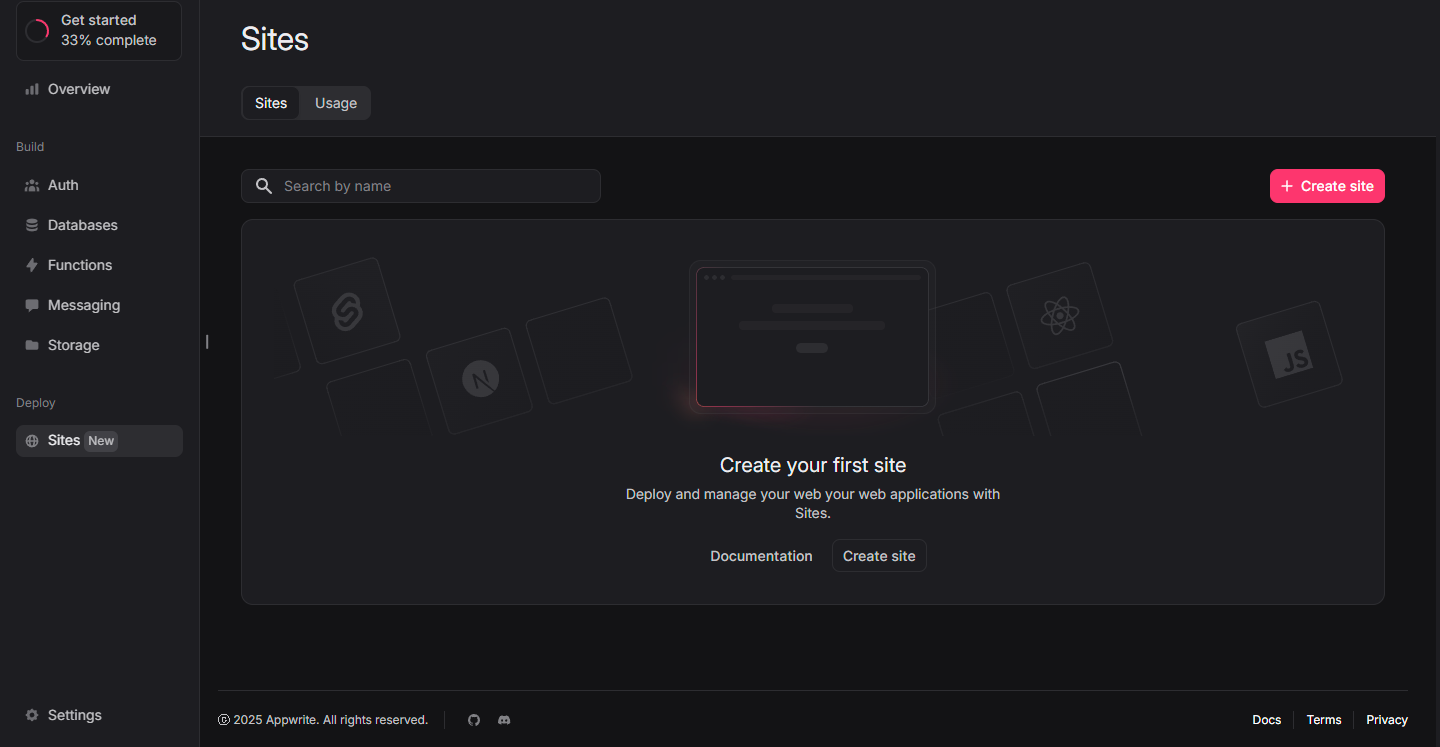 Get started
33% complete
Overview
Build
Auth
Databases
Functions
Messaging
Storage
Deploy
Sites New
Settings
Sites
Sites Usage
Search by name
+ Create site
N
JS
Create your first site
Deploy and manage your web your web applications with
Sites.
Documentation Create site
© 2025 Appwrite. All rights reserved.
Docs Terms Privacy